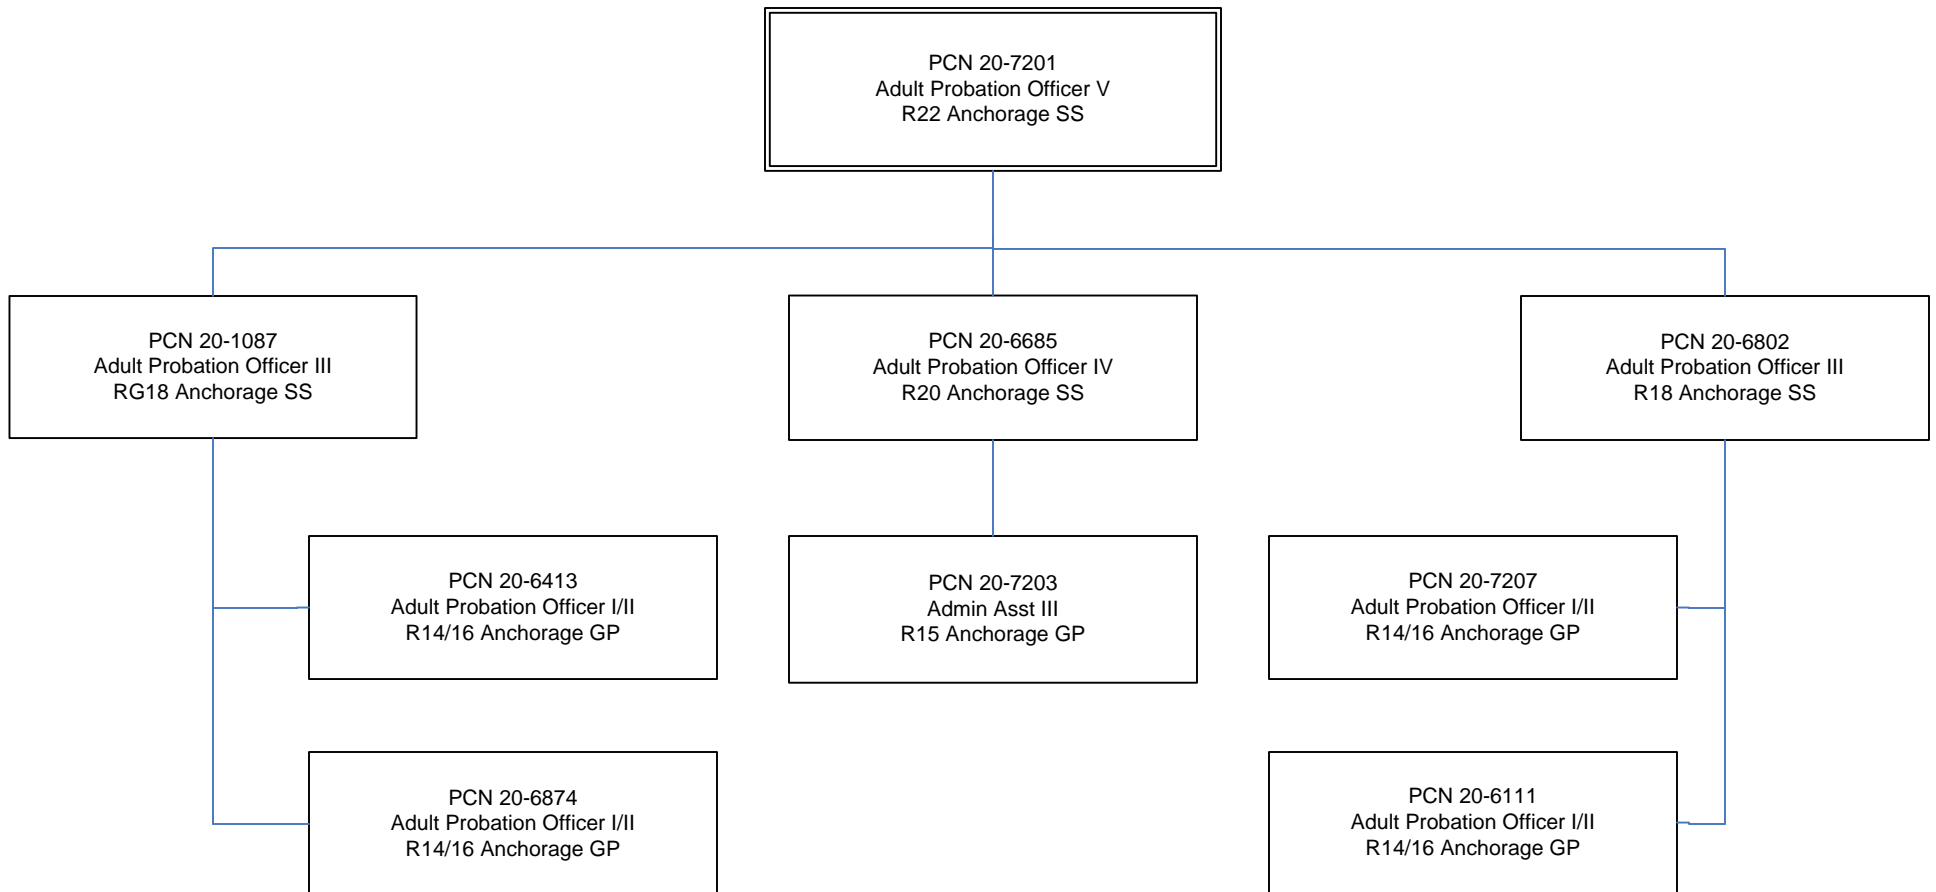 PCN 20-7201
Adult Probation Officer V
R22 Anchorage SS
PCN 20-1087
Adult Probation Officer III
RG18 Anchorage SS
PCN 20-6685
Adult Probation Officer IV
R20 Anchorage SS
PCN 20-6802
Adult Probation Officer III
R18 Anchorage SS
PCN 20-6413
Adult Probation Officer I/II
R14/16 Anchorage GP
PCN 20-7203
Admin Asst III
R15 Anchorage GP
PCN 20-7207
Adult Probation Officer I/II
R14/16 Anchorage GP
PCN 20-6874
Adult Probation Officer I/II
R14/16 Anchorage GP
PCN 20-6111
Adult Probation Officer I/II
R14/16 Anchorage GP